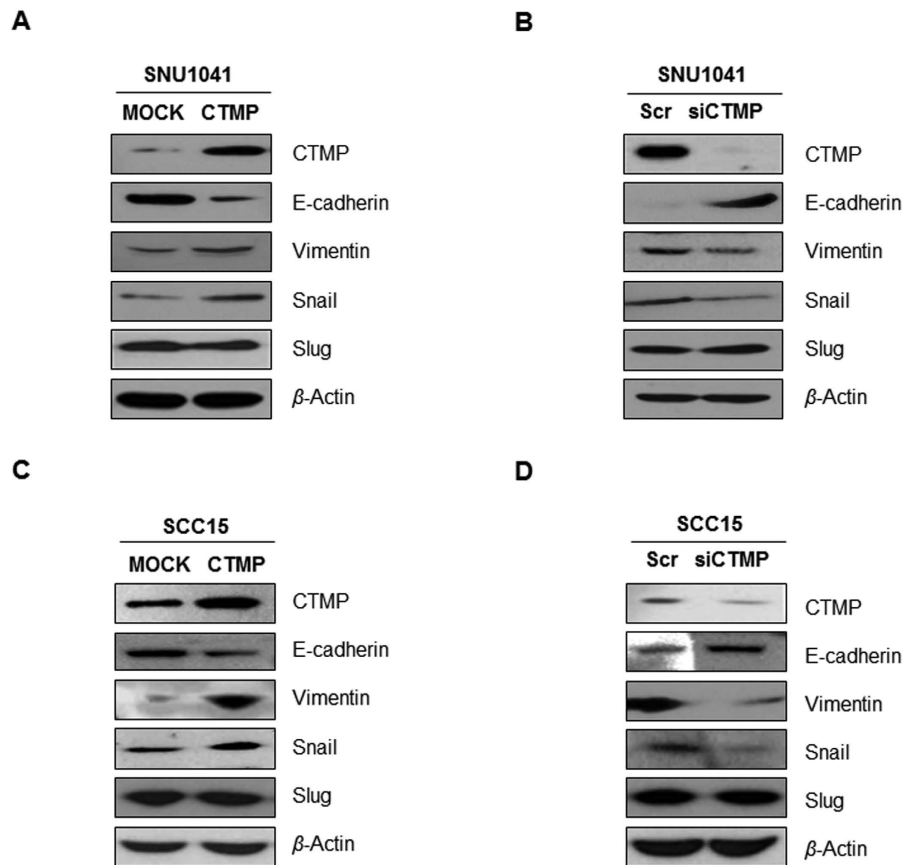 A
SNU1041
MOCK CTMP
CTMP
E-cadherin
Vimentin
Snail
Slug
β-Actin
B
SNU1041
Scr siCTMP
CTMP
E-cadherin
Vimentin
Snail
Slug
β-Actin
C
SCC15
MOCK CTMP
CTMP
E-cadherin
Vimentin
Snail
Slug
β-Actin
D
SCC15
Scr siCTMP
CTMP
E-cadherin
Vimentin
Snail
Slug
β-Actin